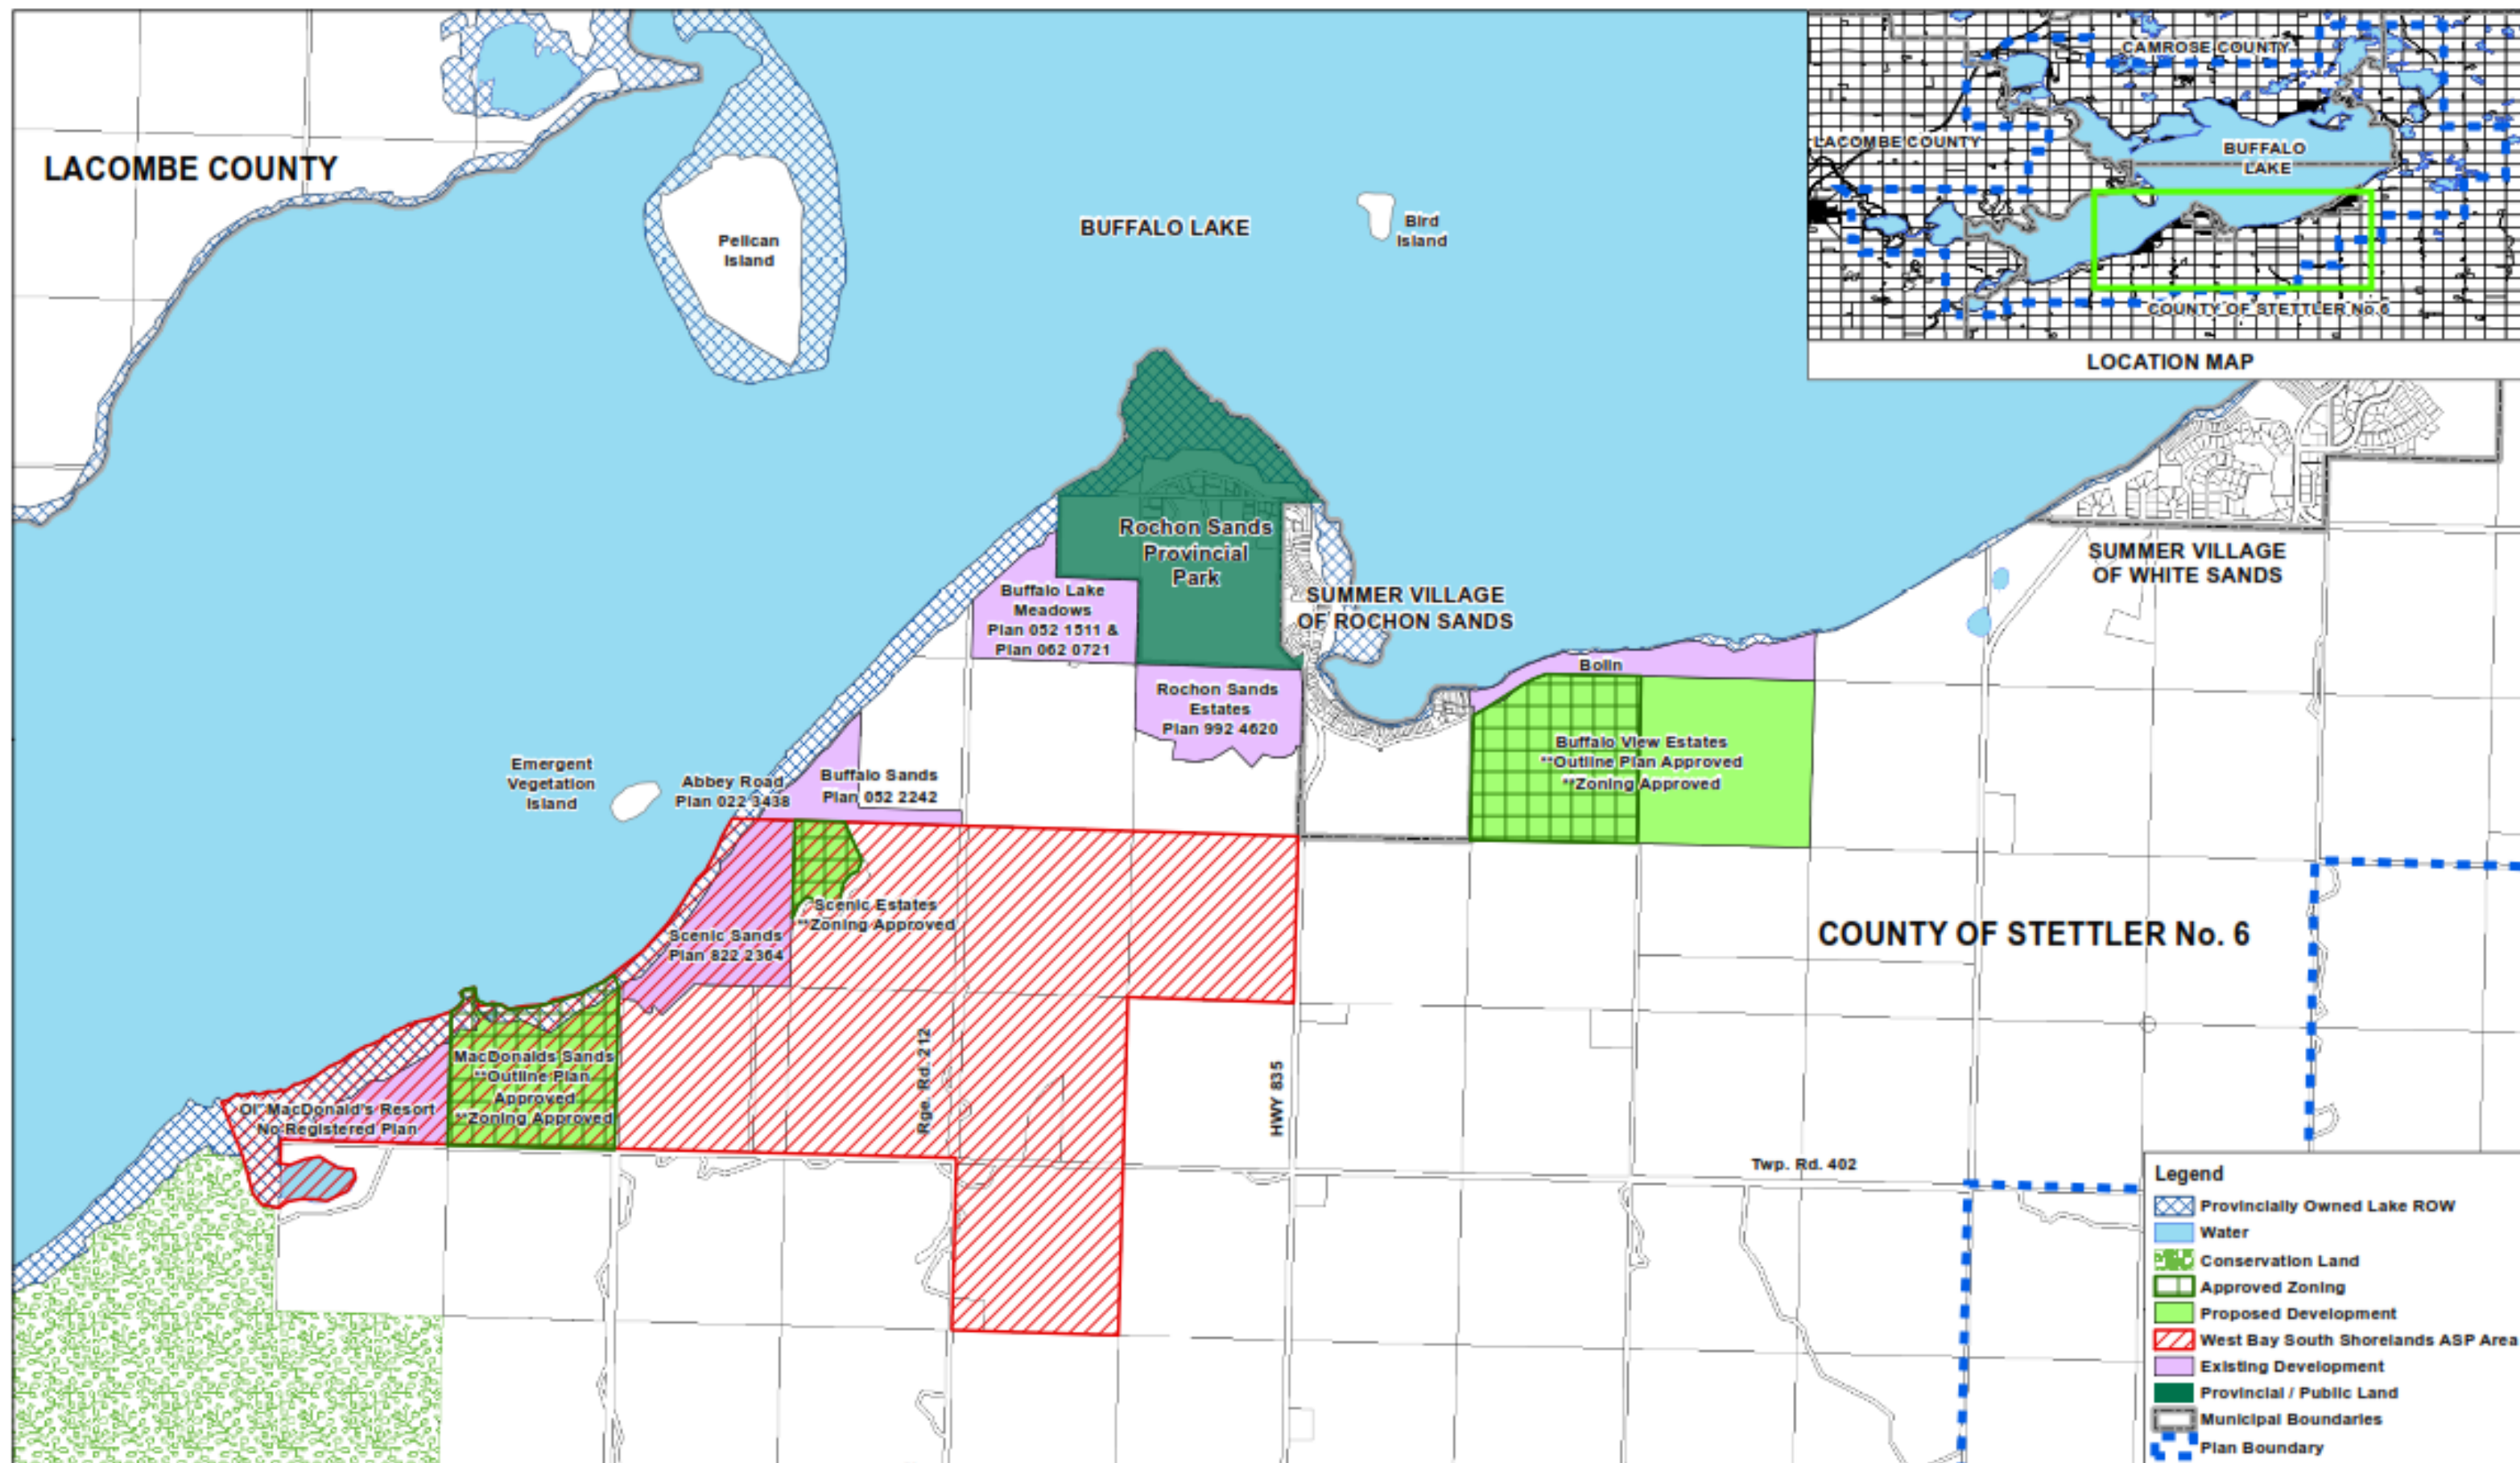 LACOMBE COUNTY
Pelican
Island
BUFFALO LAKE
Bird
Island
CAMROSE COUNTY
LACOMBE COUNTY
BUFFALO
LAKE
COUNTY OF STETTLER No.6
LOCATION MAP
Rochon Sands
Provincial
Park
SUMMER VILLAGE
OF WHITE SANDS
Buffalo Lake
Meadows
Plan 052 1511 &
Plan 062 0721
SUMMER VILLAGE
OF ROCHON SANDS
Bolin
Rochon Sands
Estates
Plan 992 4620
Buffalo View Estates
**Outline Plan Approved
**Zoning Approved
Emergent
Vegetation
Island
Abbey Road
Plan 022 3438
Buffalo Sands
Plan 052 2242
Scenic Estates
**Zoning Approved
Scenic Sands
Plan 822 2364
COUNTY OF STETTLER No. 6
MacDonalds Sands
**Outline Plan
Approved
**Zoning Approved
Ol' MacDonald's Resort
No Registered Plan
Rge. Rd. 212
HWY 835
Twp. Rd. 402
Legend
Provincially Owned Lake ROW
Water
Conservation Land
Approved Zoning
Proposed Development
West Bay South Shorelands ASP Area
Existing Development
Provincial / Public Land
Municipal Boundaries
Plan Boundary